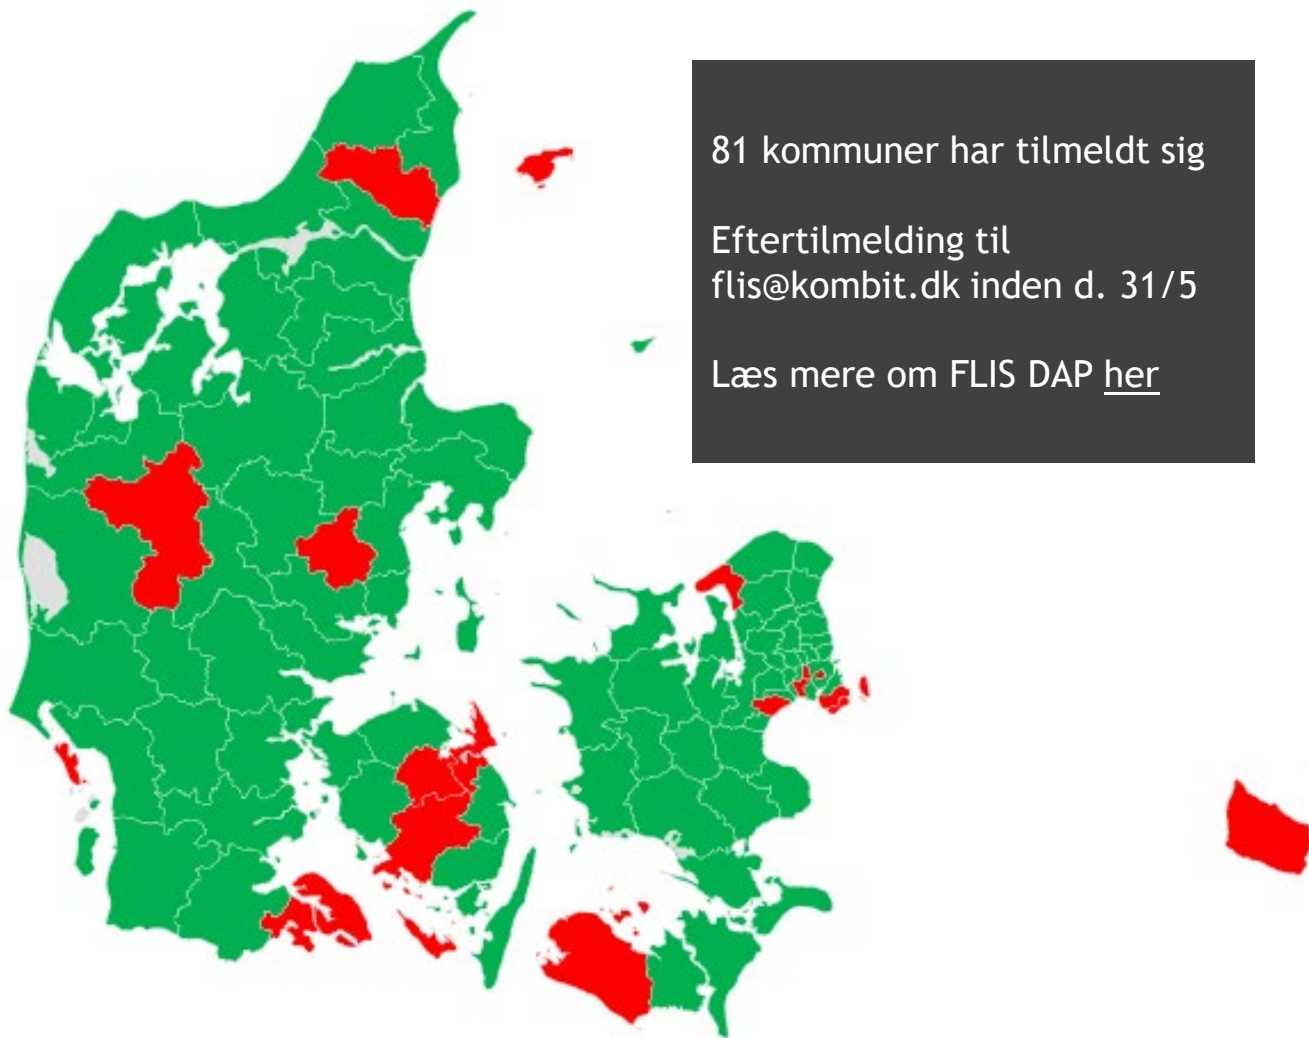 81 kommuner har tilmeldt sig
Eftertilmelding til
flis@kombit.dk inden d. 31/5
Læs mere om FLIS DAP her